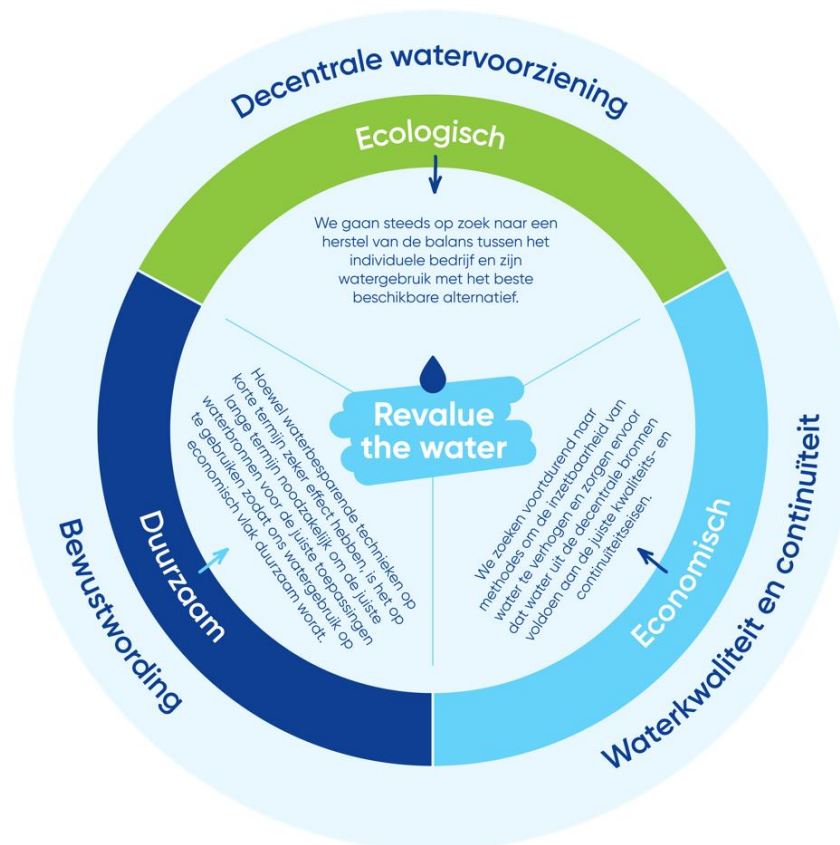 Decentrale watervoorziening
Ecologisch
We gaan steeds op zoek naar een
herstel van de balans tussen het
individuele bedrijf en zijn
watergebruik met het beste
beschikbare alternatief.
Revalue
the water
Hoewel waterbesparende technieken op
korte termijn zeker effect hebben, is het op
lange termijn noodzakelijk om de juiste
waterbronnen voor de juiste toepassingen
te gebruiken zodat ons watergebruik op
economisch vlak duurzaam wordt.
Duurzaam
Bewustwording
We zoeken voortdurend naar
methodes om de inzetbaarheid van
water te verhogen en zorgen ervoor
dat water uit de decentrale bronnen
voldoen aan de juiste kwaliteits- en
continuïteitseisen.
Economisch
Waterkwaliteit en continuïteit